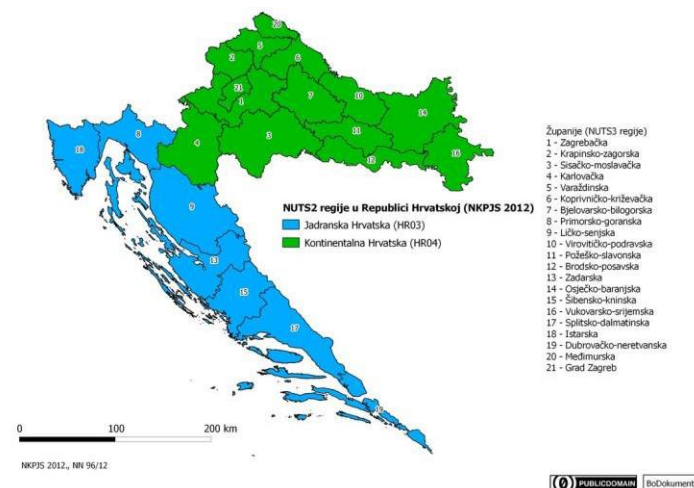 20
5
2
6
21
1
7
10
14
11
3
4
12
16
8
18
9
13
15
17
19
NUTS2 regije u Republici Hrvatskoj (NKPJS 2012)
Jadranska Hrvatska (HR03)
Kontinentalna Hrvatska (HR04)
Županije (NUTS3 regije)
1 - Zagrebačka
2 - Krapinsko-zagorska
3 - Sisačko-moslavačka
4 - Karlovačka
5 - Varaždinska
6 - Koprivničko-križevačka
7 - Bjelovarsko-bilogorska
8 - Primorsko-goranska
9 - Ličko-senjska
10 - Virovitičko-podravska
11 - Požeško-slavonska
12 - Brodsko-posavska
13 - Zadarska
14 - Osječko-baranjska
15 - Šibensko-kninska
16 - Vukovarsko-srijemska
17 - Splitsko-dalmatinska
18 - Istarska
19 - Dubrovačko-neretvanska
20 - Međimurska
21 - Grad Zagreb
0 100 200 km
NKPJS 2012., NN 96/12
PUBLICDOMAIN BoDokument